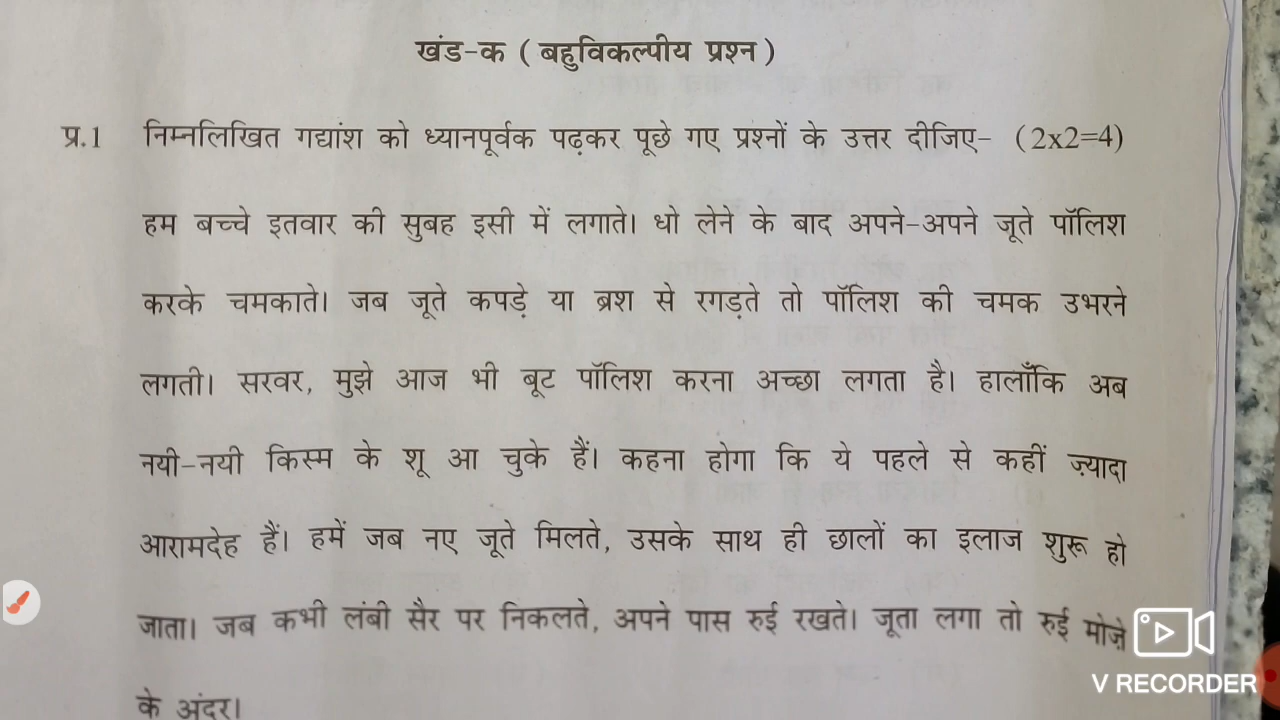 खंड-क ( बहुविकल्पीय प्रश्न )
प्र.1 निम्नलिखित गद्यांश को ध्यानपूर्वक पढ़कर पूछे गए प्रश्नों के उत्तर दीजिए- (2x2=4)
हम बच्चे इतवार की सुबह इसी में लगाते। धो लेने के बाद अपने-अपने जूते पॉलिश
करके चमकाते। जब जूते कपड़े या ब्रश से रगड़ते तो पॉलिश की चमक उभरने
लगती। सरवर, मुझे आज भी बूट पॉलिश करना अच्छा लगता है। हालाँकि अब
नयी-नयी किस्म के शू आ चुके हैं। कहना होगा कि ये पहले से कहीं ज़्यादा
आरामदेह हैं। हमें जब नए जूते मिलते, उसके साथ ही छालों का इलाज शुरू हो
जाता। जब कभी लंबी सैर पर निकलते, अपने पास रुई रखते। जूता लगा तो रुई मोज़े
के अंदर।
V RECORDER